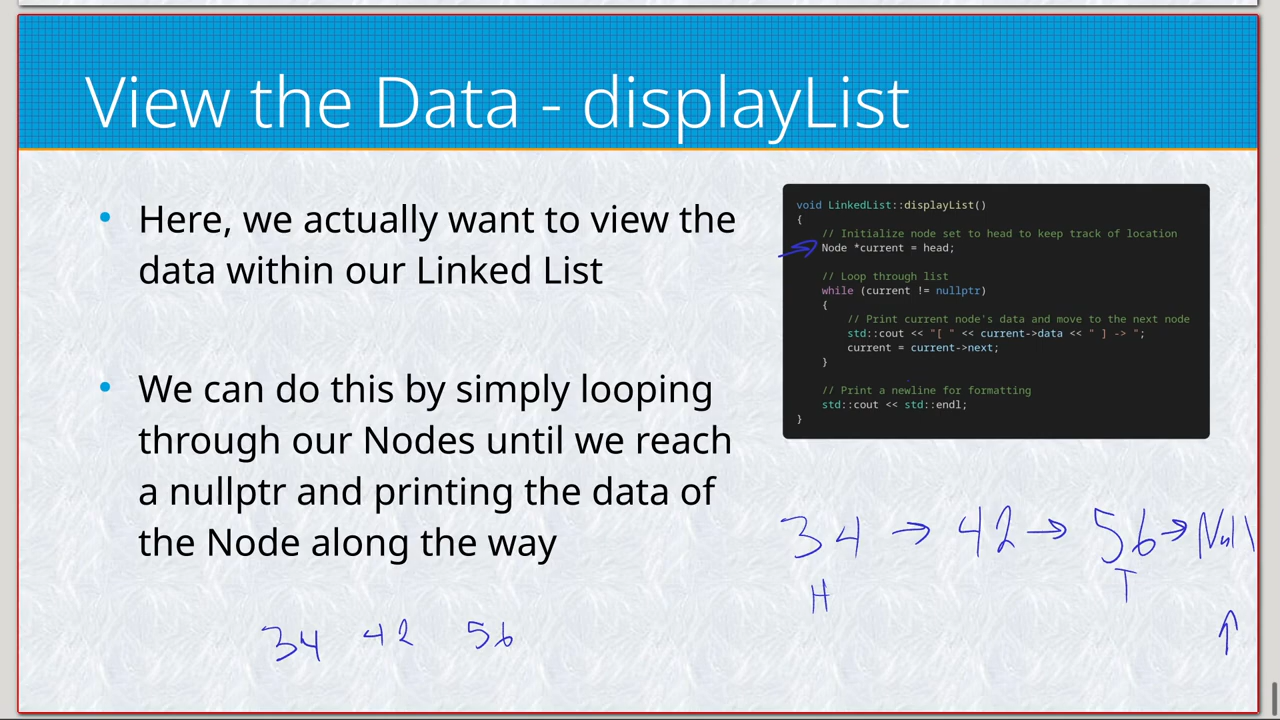 View the Data - displayList
Here, we actually want to view the
data within our Linked List
We can do this by simply looping
through our Nodes until we reach
a nullptr and printing the data of
the Node along the way
void LinkedList::displayList()
{
// Initialize node set to head to keep track of location
Node *current = head;
// Loop through list
while (current != nullptr)
{
// Print current node's data and move to the next node
std::cout << "[ " << current->data << " ] -> ";
current = current->next;
}
// Print a newline for formatting
std::cout << std::endl;
}
34 → 42 → 56 → Null
H T
34 42 56